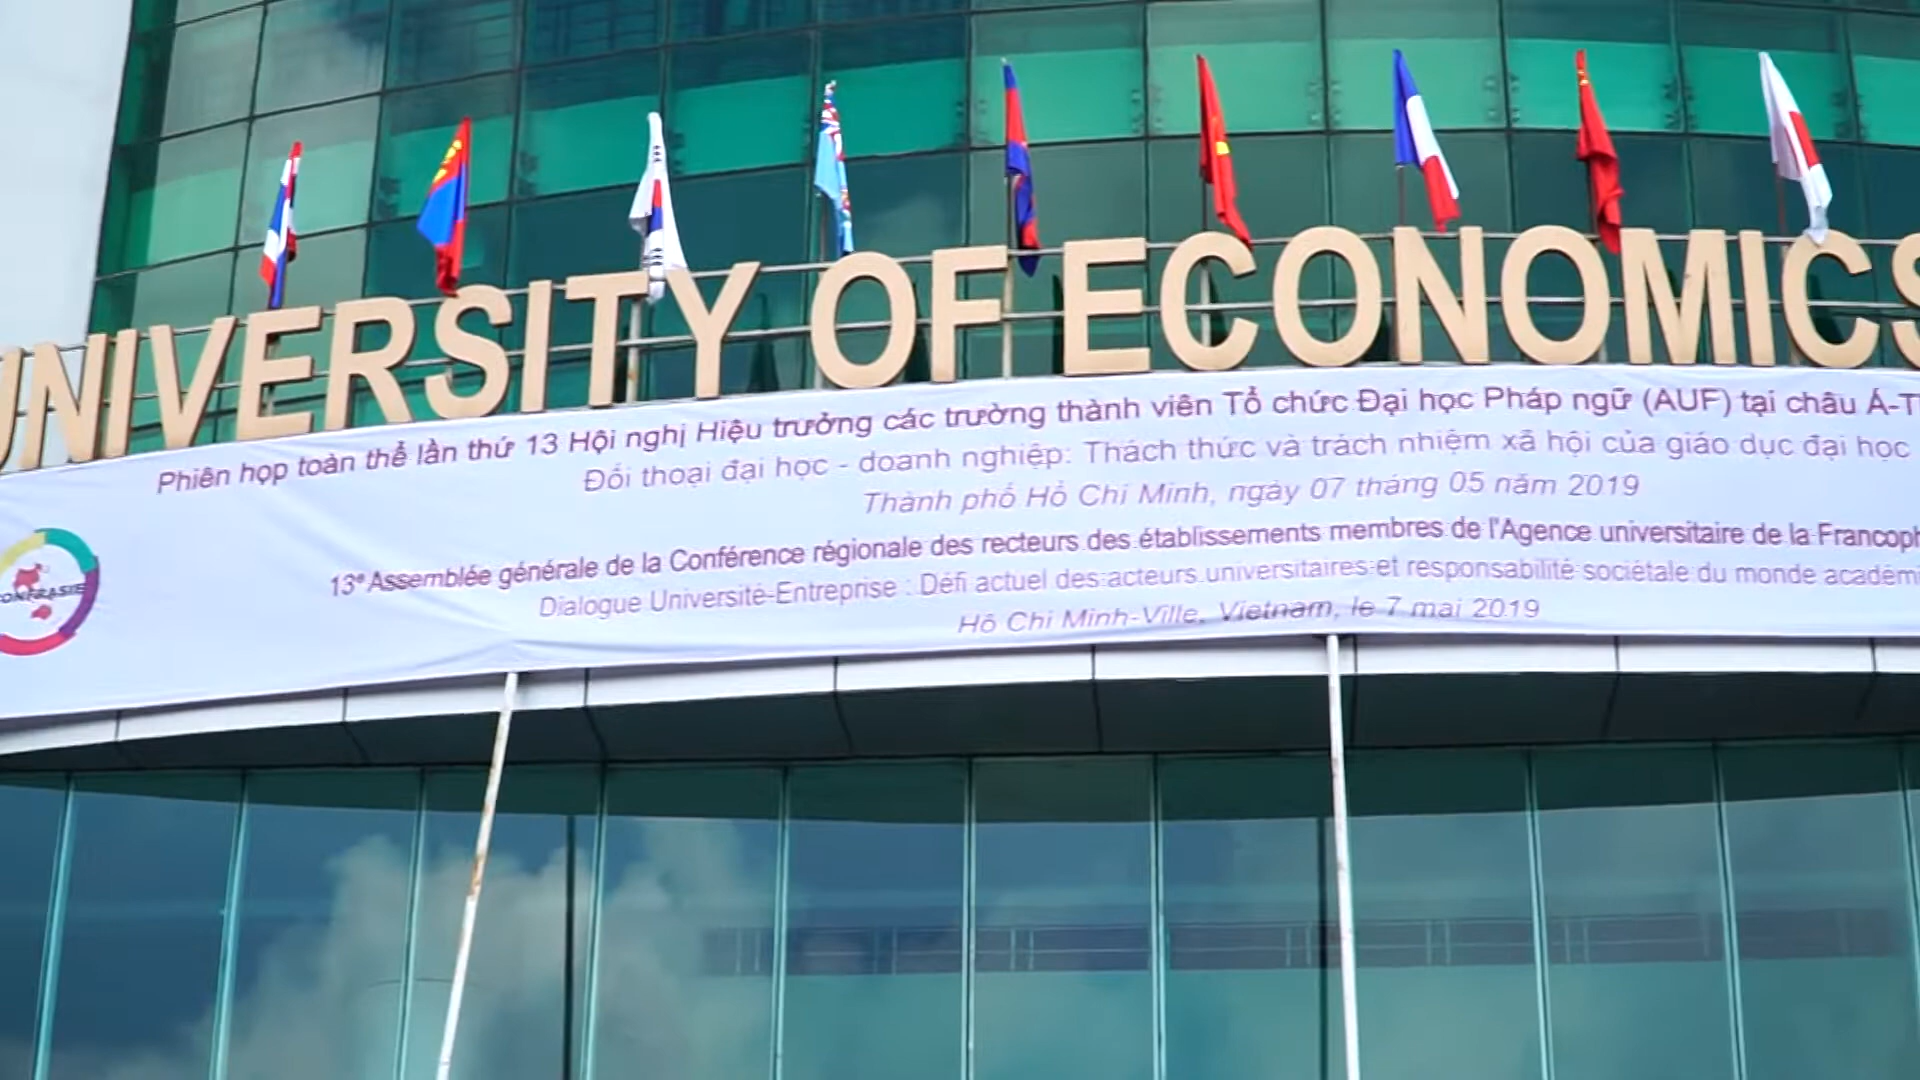 UNIVERSITY OF ECONOMICS
Phiên họp toàn thể lần thứ 13 Hội nghị Hiệu trưởng các trường thành viên Tổ chức Đại học Pháp ngữ (AUF) tại châu Á-T
Đối thoại đại học - doanh nghiệp: Thách thức và trách nhiệm xã hội của giáo dục đại học
Thành phố Hồ Chí Minh, ngày 07 tháng 05 năm 2019
13e Assemblée générale de la Conférence régionale des recteurs des établissements membres de l'Agence universitaire de la Francoph
Dialogue Université-Entreprise : Défi actuel des acteurs universitaires et responsabilité sociétale du monde académi
Hô Chi Minh-Ville, Vietnam, le 7 mai 2019
CONFRASIE